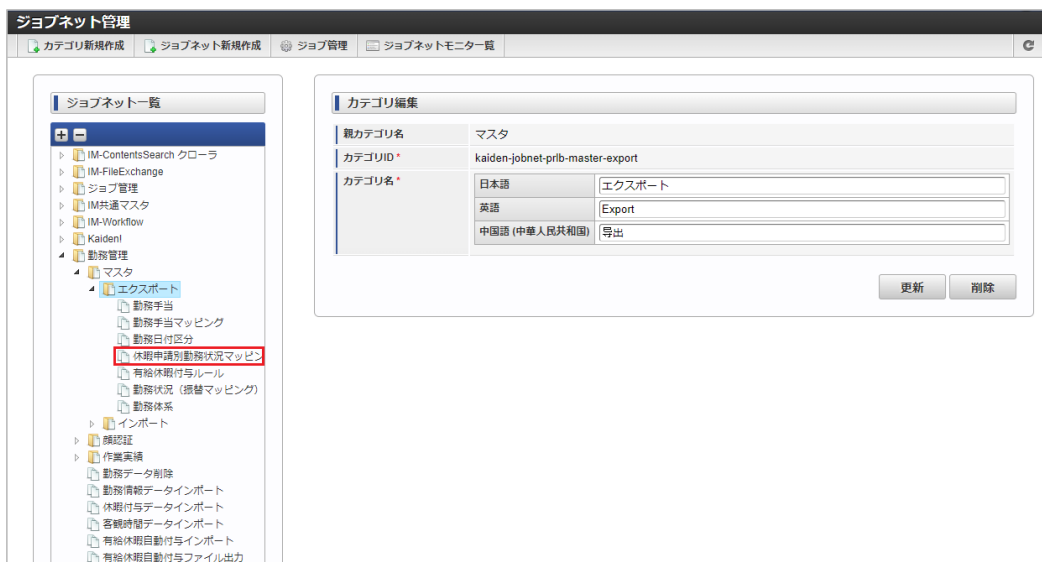 ジョブネット管理
カテゴリ新規作成 ジョブネット新規作成 ジョブ管理 ジョブネットモニター覧
ジョブネット一覧
IM-ContentsSearch クローラ
IM-FileExchange
ジョブ管理
IM共通マスタ
IM-Workflow
Kaiden!
勤務管理
マスタ
エクスポート
勤務手当
勤務手当マッピング
勤務日付区分
休暇申請別勤務状況マッピン
有給休暇付与ルール
勤務状況（振替マッピング）
勤務体系
インポート
顔認証
作業実績
勤務データ削除
勤務情報データインポート
休暇付与データインポート
客観時間データインポート
有給休暇自動付与インポート
有給休暇自動付与ファイル出力
カテゴリ編集
親カテゴリ名 マスタ
カテゴリID * kaiden-jobnet-prlb-master-export
カテゴリ名 * 日本語 エクスポート
英語 Export
中国語 (中華人民共和国) 导出
更新 削除